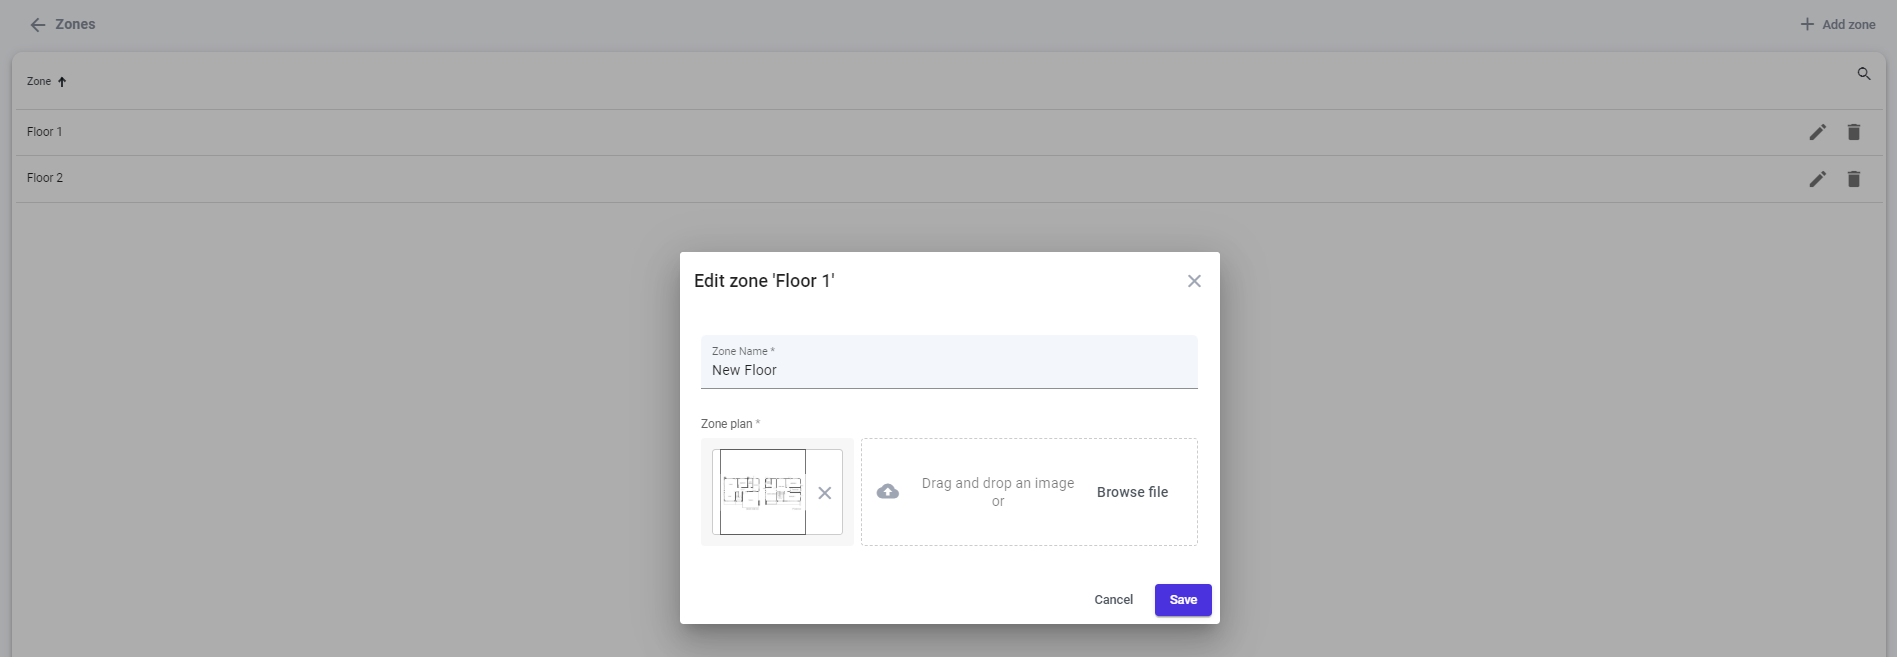 Zones
Add zone
Zone
Floor 1
Floor 2
Edit zone 'Floor 1'
Zone Name *
New Floor
Zone plan *
Drag and drop an image
or
Browse file
Cancel
Save